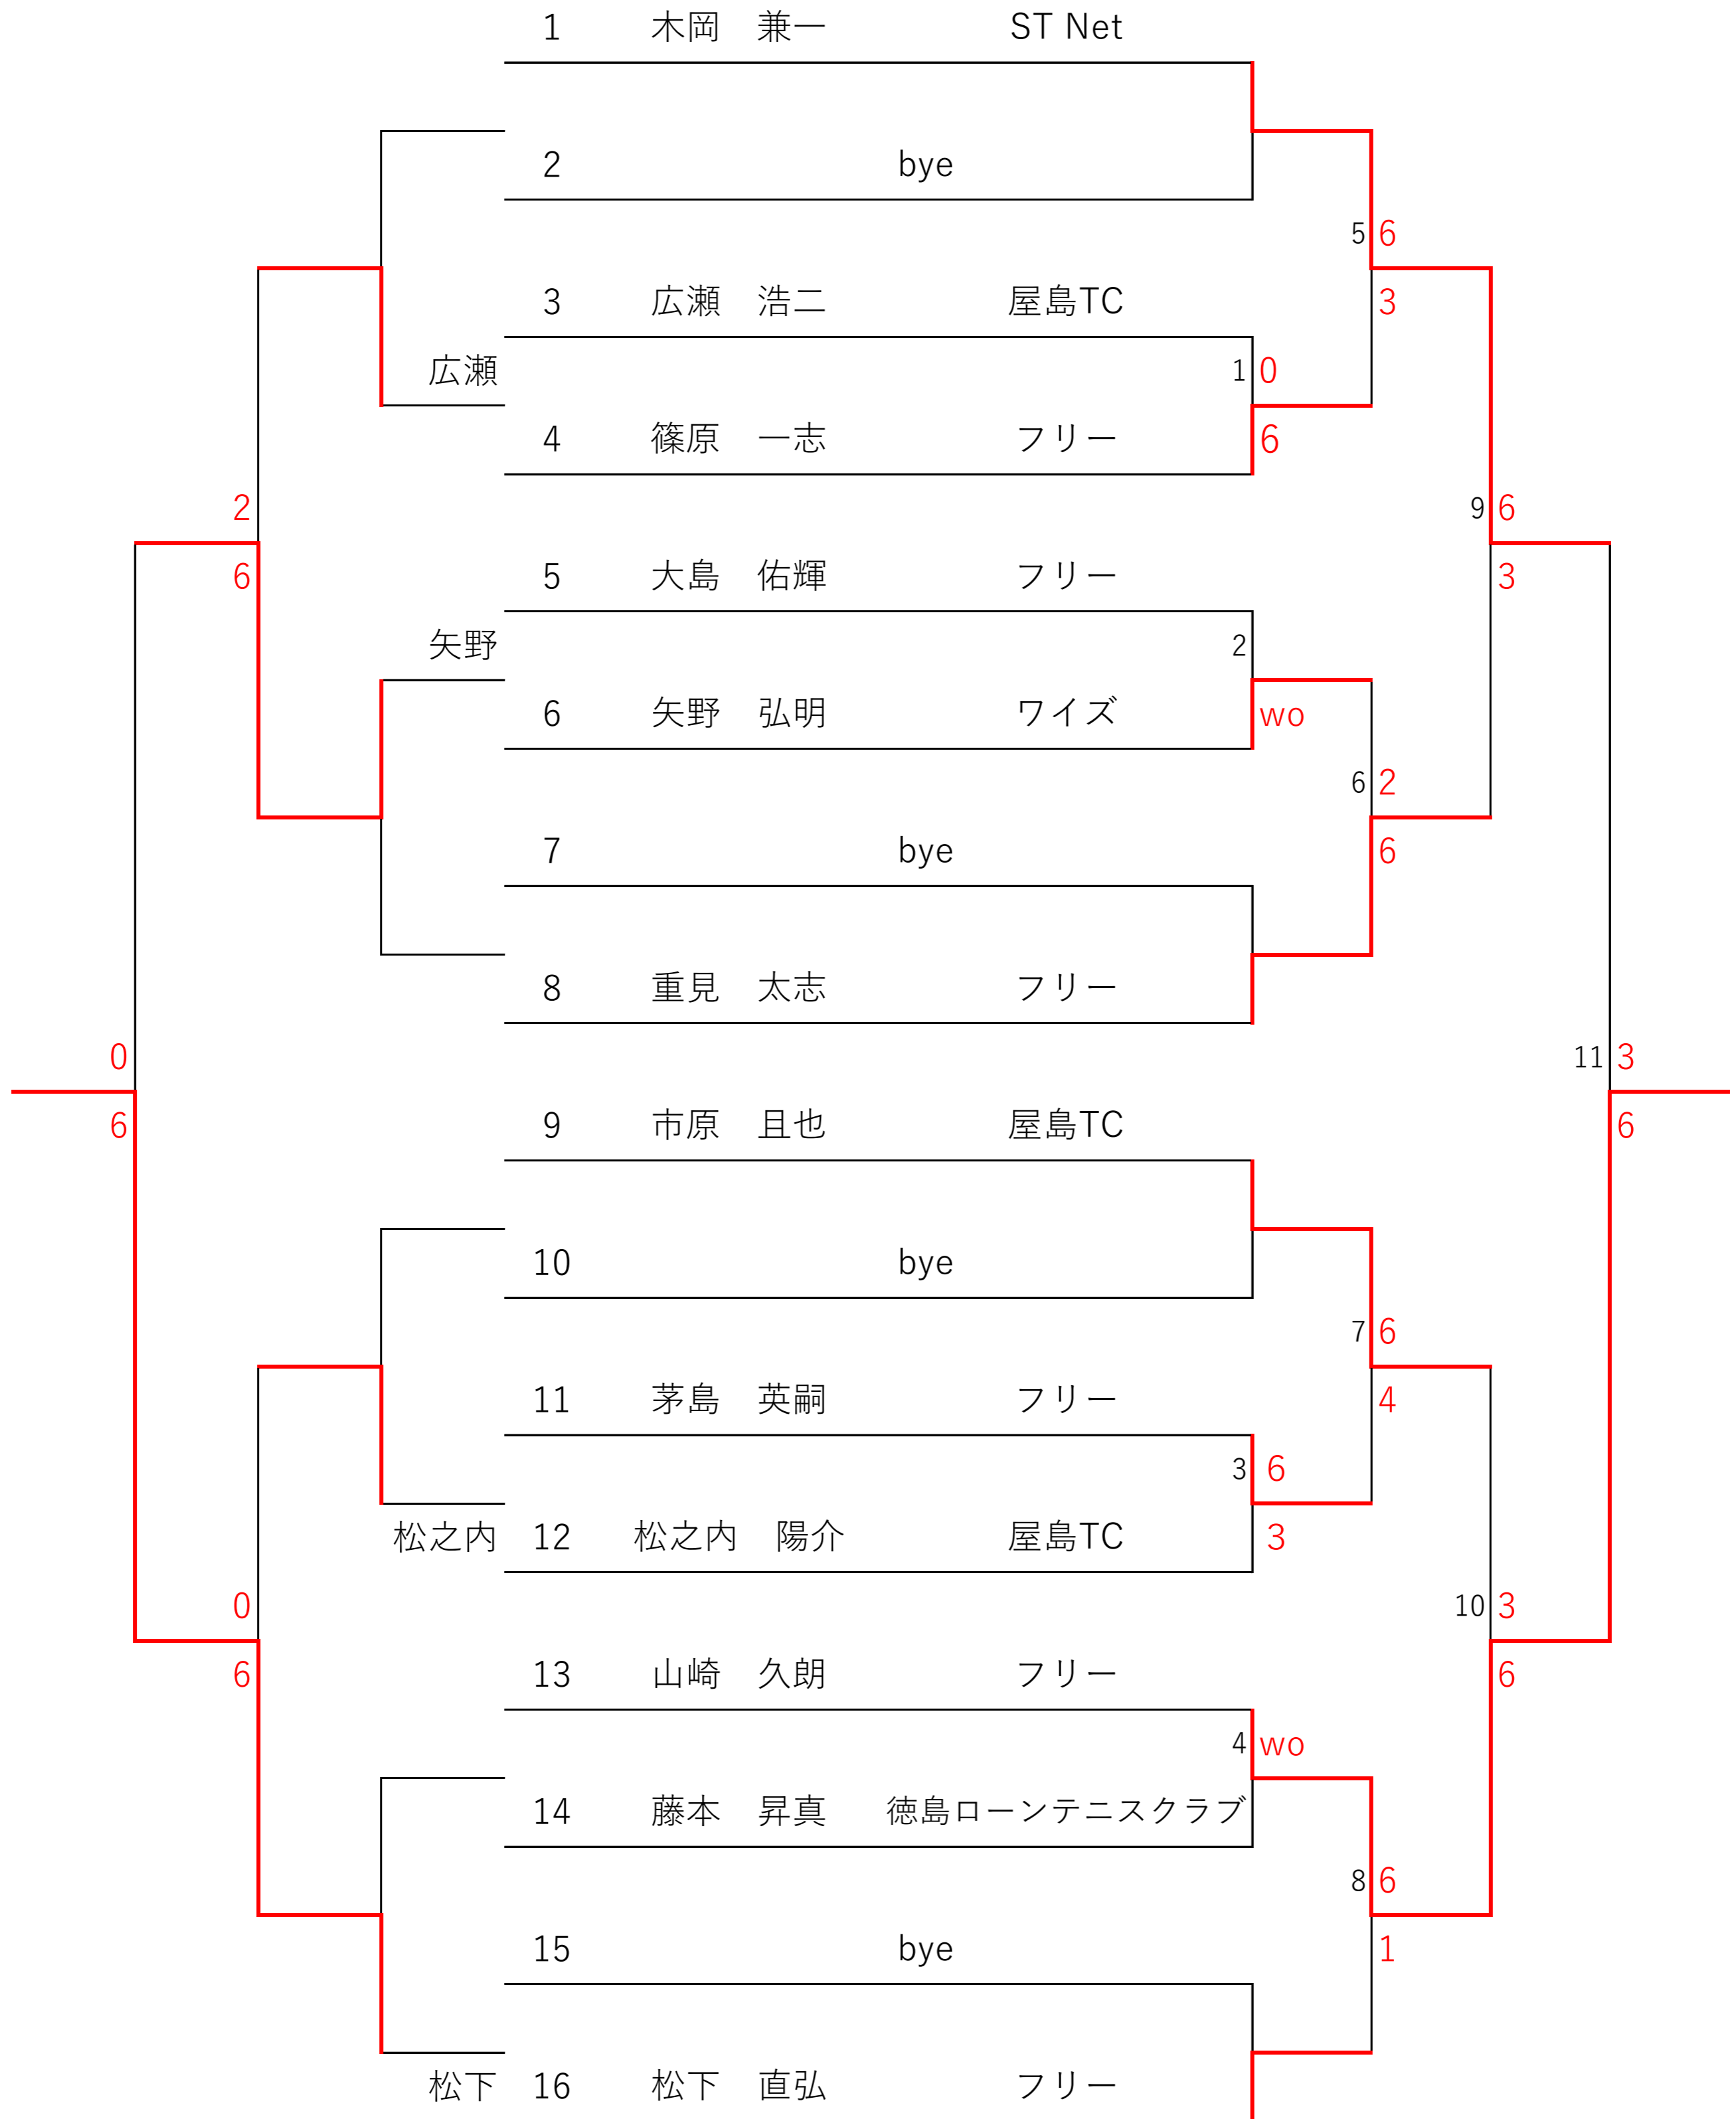 1 木岡　兼一 ST Net
2 bye
5 6
3 広瀬　浩二 屋島TC 3
広瀬 1 0
4 篠原　一志 フリー 6
2 9 6
6 5 大島　佑輝 フリー 3
矢野 2
6 矢野　弘明 ワイズ wo
6 2
7 bye 6
8 重見　太志 フリー
0 11 3
6 9 市原　且也 屋島TC 6
10 bye
7 6
11 茅島　英嗣 フリー 4
3 6
松之内 12 松之内　陽介 屋島TC 3
0 10 3
6 13 山崎　久朗 フリー 6
4 wo
14 藤本　昇真 徳島ローンテニスクラブ
8 6
15 bye 1
松下 16 松下　直弘 フリー